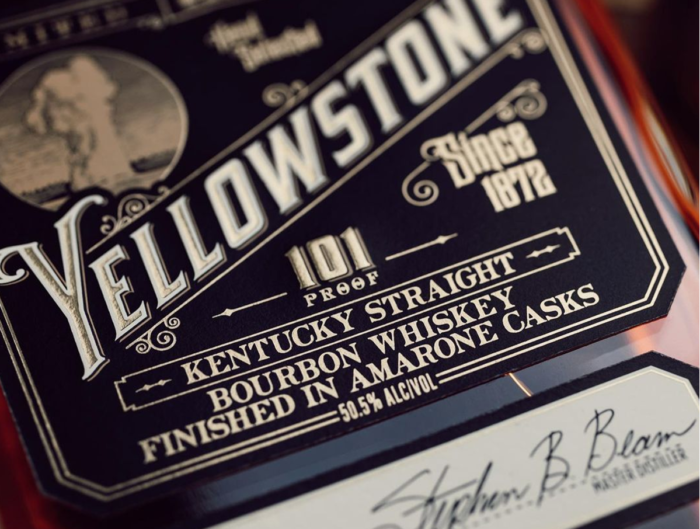 Hand
Selected
YELLOWSTONE
Since
1872
101
PROOF
KENTUCKY STRAIGHT
BOURBON WHISKEY
FINISHED IN AMARONE CASKS
50.5% ALC/VOL
Stephen B. Beam
MASTER DISTILLER